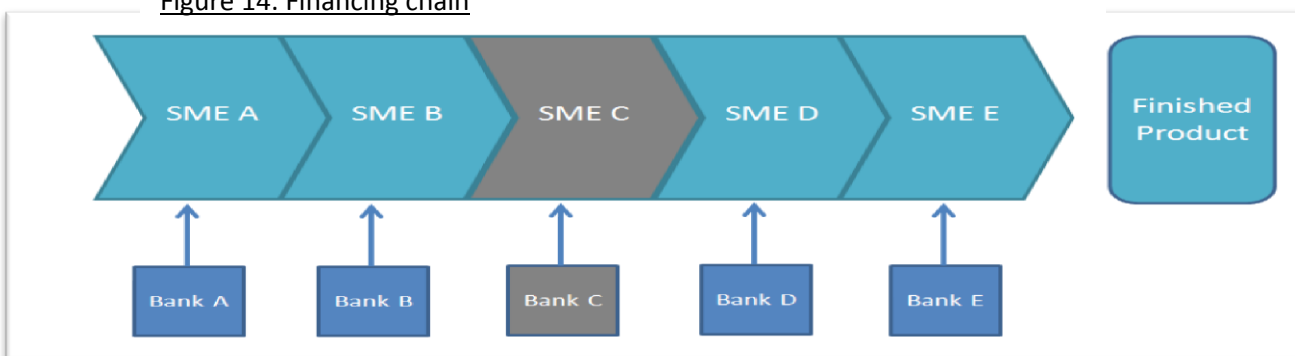 Figure 14. Financing chain
SME A
SME B
SME C
SME D
SME E
Finished
Product
Bank A
Bank B
Bank C
Bank D
Bank E